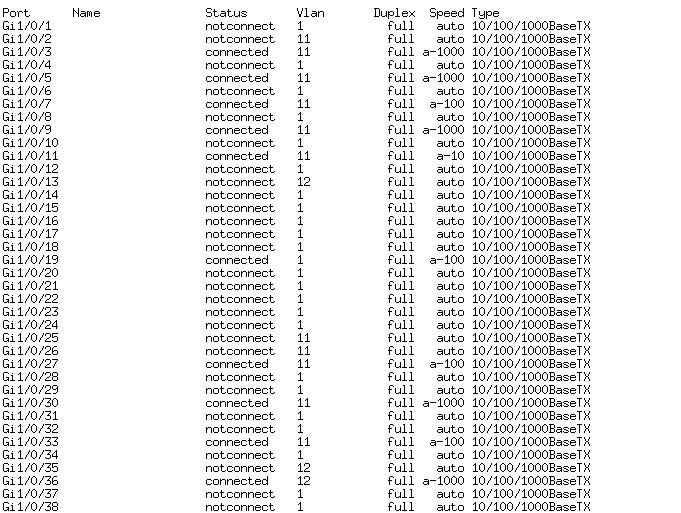 Port      Name               Status       Vlan       Duplex  Speed Type
Gi1/0/1                      notconnect   1            full   auto 10/100/1000BaseTX
Gi1/0/2                      notconnect   11           full   auto 10/100/1000BaseTX
Gi1/0/3                      connected    11           full a-1000 10/100/1000BaseTX
Gi1/0/4                      notconnect   1            full   auto 10/100/1000BaseTX
Gi1/0/5                      connected    11           full a-1000 10/100/1000BaseTX
Gi1/0/6                      notconnect   1            full   auto 10/100/1000BaseTX
Gi1/0/7                      connected    11           full  a-100 10/100/1000BaseTX
Gi1/0/8                      notconnect   1            full   auto 10/100/1000BaseTX
Gi1/0/9                      connected    11           full a-1000 10/100/1000BaseTX
Gi1/0/10                     notconnect   1            full   auto 10/100/1000BaseTX
Gi1/0/11                     connected    11           full   a-10 10/100/1000BaseTX
Gi1/0/12                     notconnect   1            full   auto 10/100/1000BaseTX
Gi1/0/13                     notconnect   12           full   auto 10/100/1000BaseTX
Gi1/0/14                     notconnect   1            full   auto 10/100/1000BaseTX
Gi1/0/15                     notconnect   1            full   auto 10/100/1000BaseTX
Gi1/0/16                     notconnect   1            full   auto 10/100/1000BaseTX
Gi1/0/17                     notconnect   1            full   auto 10/100/1000BaseTX
Gi1/0/18                     notconnect   1            full   auto 10/100/1000BaseTX
Gi1/0/19                     connected    1            full  a-100 10/100/1000BaseTX
Gi1/0/20                     notconnect   1            full   auto 10/100/1000BaseTX
Gi1/0/21                     notconnect   1            full   auto 10/100/1000BaseTX
Gi1/0/22                     notconnect   1            full   auto 10/100/1000BaseTX
Gi1/0/23                     notconnect   1            full   auto 10/100/1000BaseTX
Gi1/0/24                     notconnect   1            full   auto 10/100/1000BaseTX
Gi1/0/25                     notconnect   11           full   auto 10/100/1000BaseTX
Gi1/0/26                     notconnect   11           full   auto 10/100/1000BaseTX
Gi1/0/27                     connected    11           full  a-100 10/100/1000BaseTX
Gi1/0/28                     notconnect   1            full   auto 10/100/1000BaseTX
Gi1/0/29                     notconnect   1            full   auto 10/100/1000BaseTX
Gi1/0/30                     connected    11           full a-1000 10/100/1000BaseTX
Gi1/0/31                     notconnect   1            full   auto 10/100/1000BaseTX
Gi1/0/32                     notconnect   1            full   auto 10/100/1000BaseTX
Gi1/0/33                     connected    11           full  a-100 10/100/1000BaseTX
Gi1/0/34                     notconnect   1            full   auto 10/100/1000BaseTX
Gi1/0/35                     notconnect   12           full   auto 10/100/1000BaseTX
Gi1/0/36                     connected    12           full a-1000 10/100/1000BaseTX
Gi1/0/37                     notconnect   1            full   auto 10/100/1000BaseTX
Gi1/0/38                     notconnect   1            full   auto 10/100/1000BaseTX